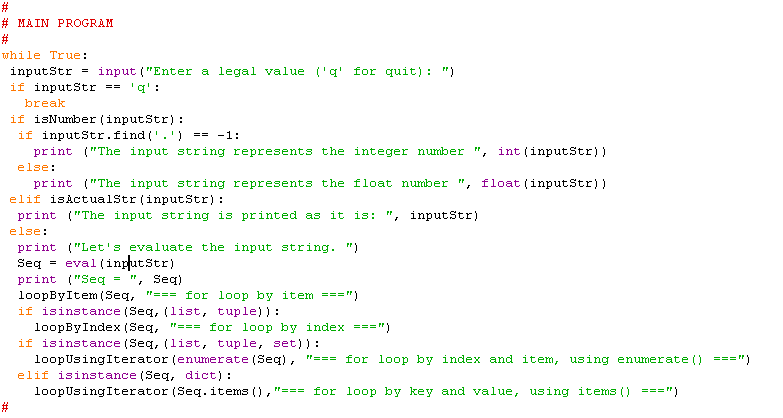 #
# MAIN PROGRAM
#
while True:
 inputStr = input("Enter a legal value ('q' for quit): ")
 if inputStr == 'q':
   break
 if isNumber(inputStr):
  if inputStr.find('.') == -1:
    print ("The input string represents the integer number ", int(inputStr))
  else:
    print ("The input string represents the float number ", float(inputStr))
 elif isActualStr(inputStr):
  print ("The input string is printed as it is: ", inputStr)
 else:
  print ("Let's evaluate the input string. ")
  Seq = eval(inputStr)
  print ("Seq = ", Seq)
  loopByItem(Seq, "=== for loop by item ===")
  if isinstance(Seq,(list, tuple)):
    loopByIndex(Seq, "=== for loop by index ===")
  if isinstance(Seq,(list, tuple, set)):
    loopUsingIterator(enumerate(Seq), "=== for loop by index and item, using enumerate() ===")
  elif isinstance(Seq, dict):
    loopUsingIterator(Seq.items(),"=== for loop by key and value, using items() ===")
#